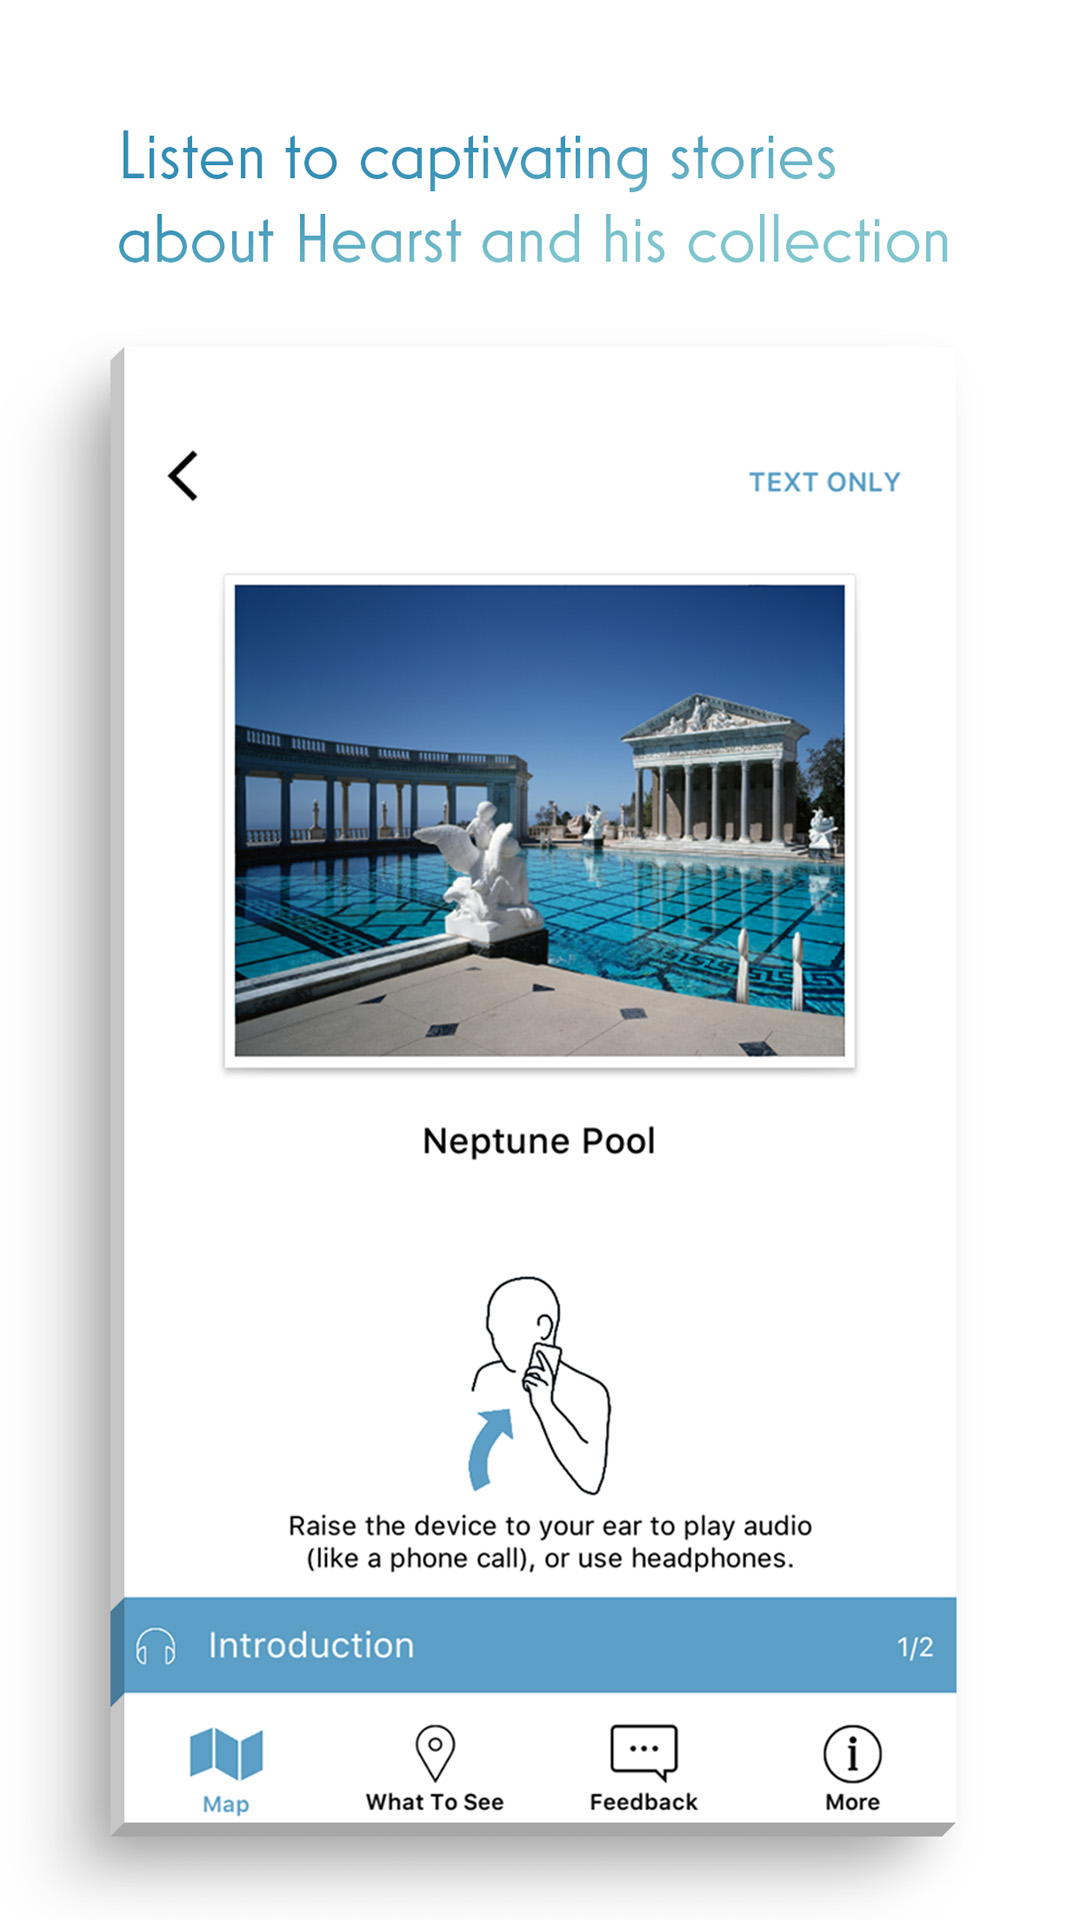 Listen to captivating stories
about Hearst and his collection
TEXT ONLY
Neptune Pool
Raise the device to your ear to play audio
(like a phone call), or use headphones.
Introduction
1/2
Map
What To See
Feedback
More